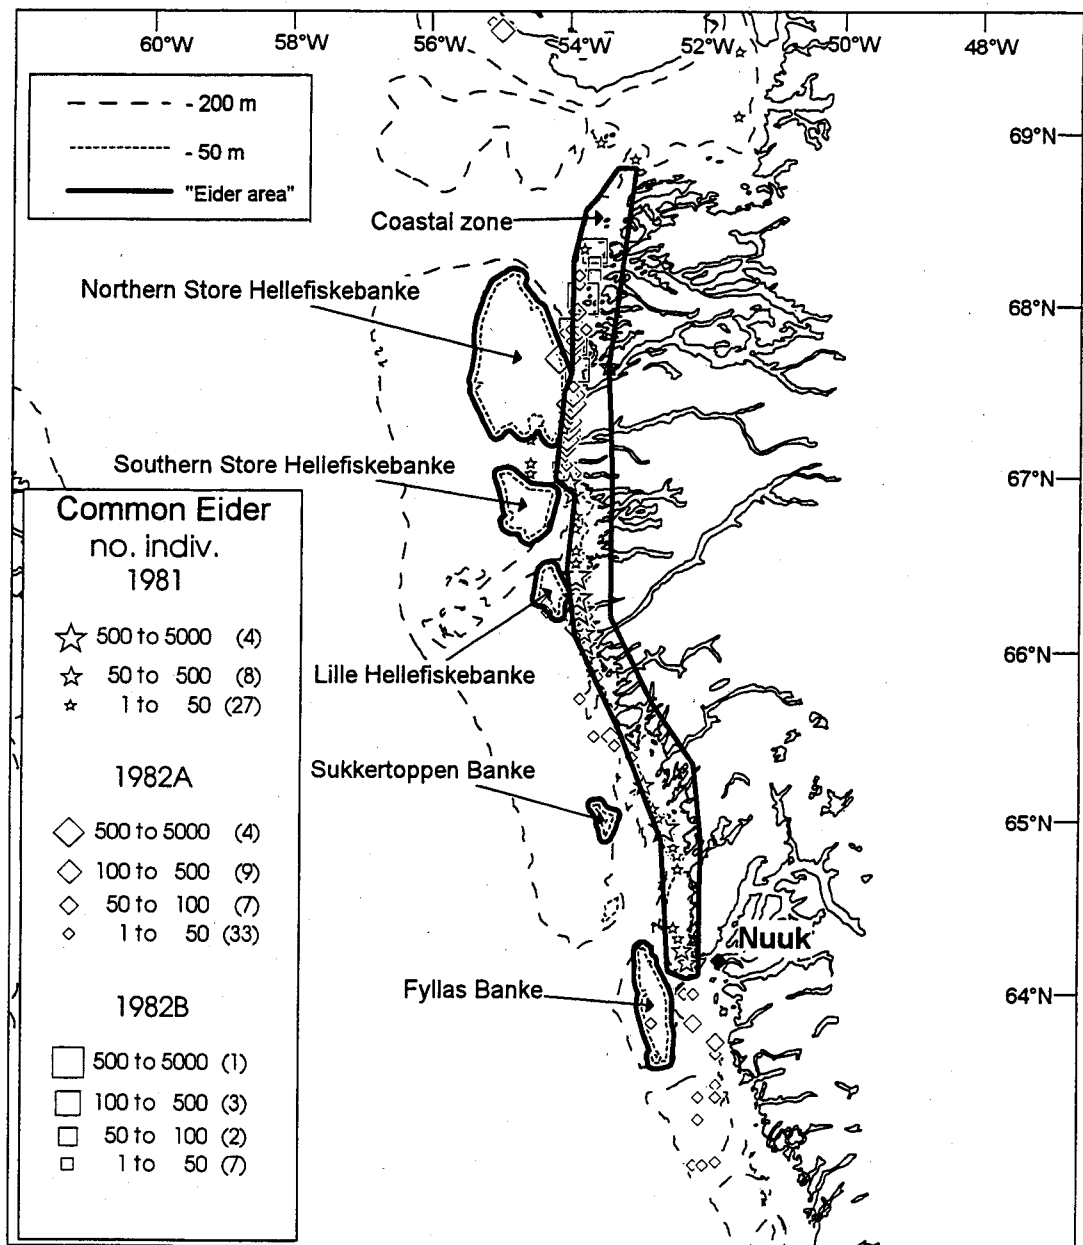 60°W 58°W 56°W 54°W 52°W 50°W 48°W
- 200 m
- 50 m
"Eider area"
69°N
Coastal zone
Northern Store Hellefiskebanke
68°N
Southern Store Hellefiskebanke
67°N
Common Eider
no. indiv.
1981
500 to 5000 (4)
50 to 500 (8)
1 to 50 (27)
66°N
Lille Hellefiskebanke
Sukkertoppen Banke
1982A
500 to 5000 (4)
100 to 500 (9)
50 to 100 (7)
1 to 50 (33)
65°N
Nuuk
Fyllas Banke
64°N
1982B
500 to 5000 (1)
100 to 500 (3)
50 to 100 (2)
1 to 50 (7)